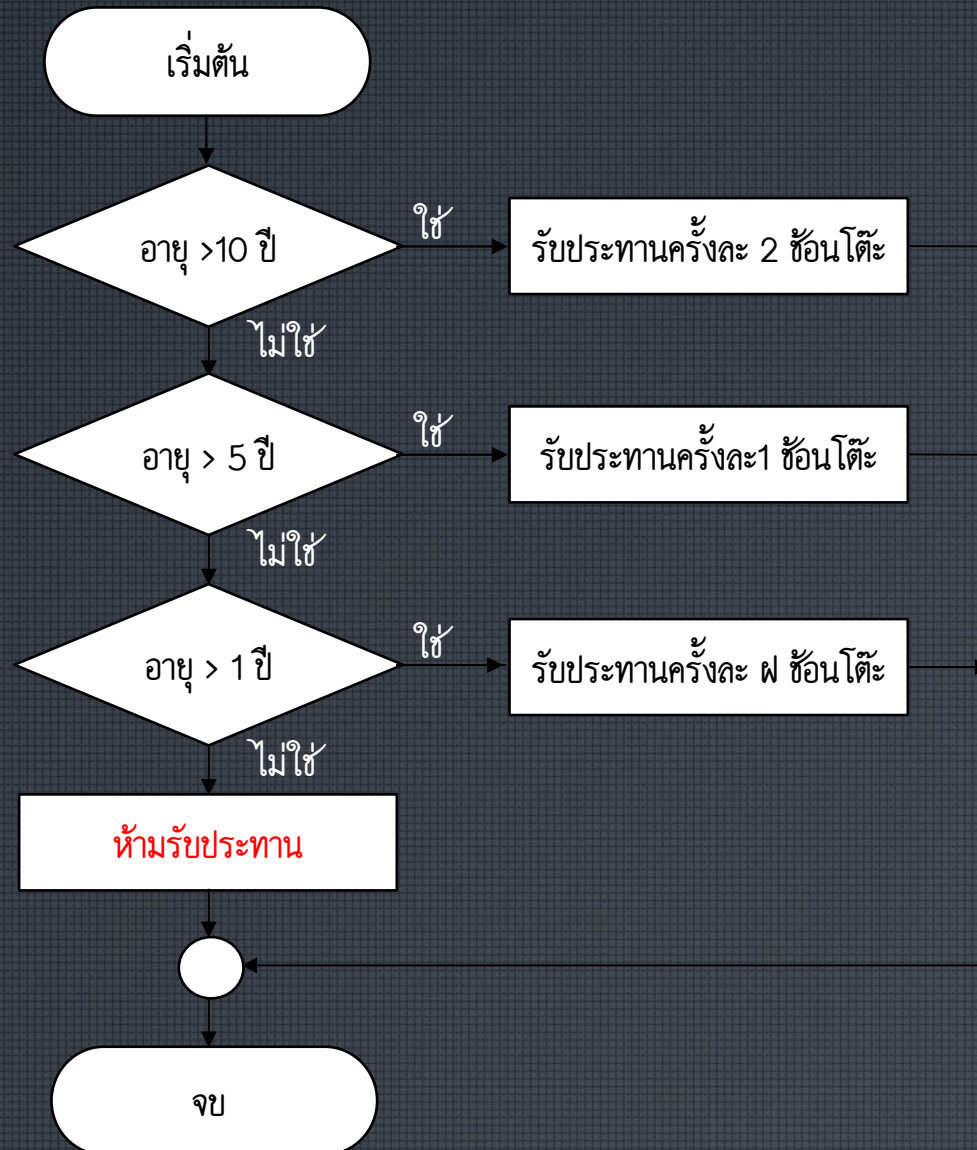 เริ่มต้น
อายุ >10 ปี
ใช่
รับประทานครั้งละ 2 ช้อนโต๊ะ
ไม่ใช่
อายุ > 5 ปี
ใช่
รับประทานครั้งละ1 ช้อนโต๊ะ
ไม่ใช่
อายุ > 1 ปี
ใช่
รับประทานครั้งละ ฝ ช้อนโต๊ะ
ไม่ใช่
ห้ามรับประทาน
จบ